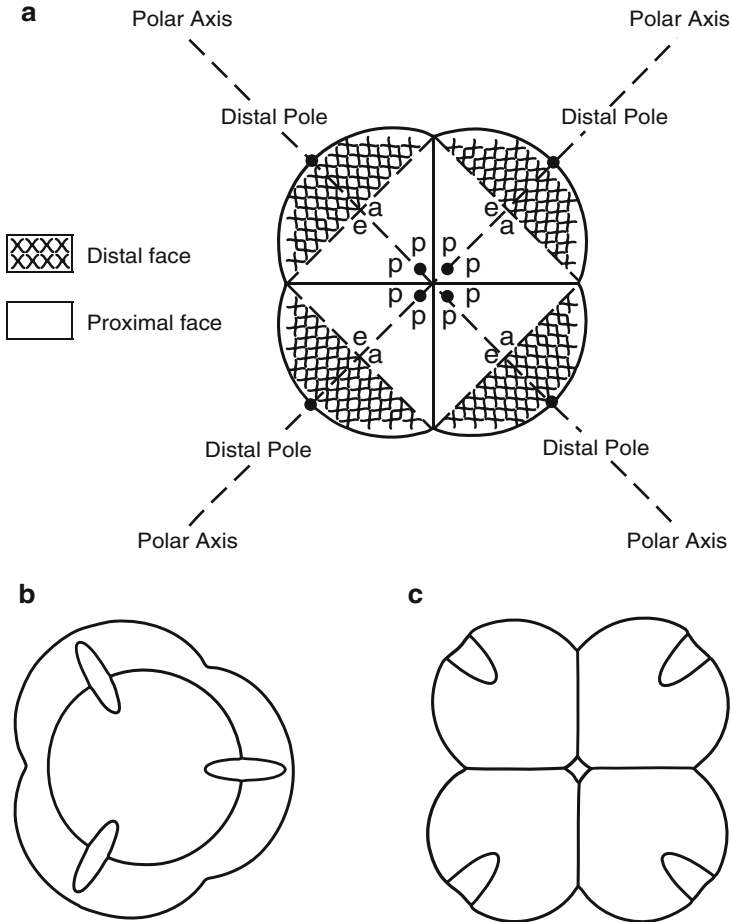 a
Polar Axis
Polar Axis
Distal Pole
Distal Pole
a
e
e
a
p p
p p
p p
p p
e
a
a
e
Distal face
Proximal face
Distal Pole
Distal Pole
Polar Axis
Polar Axis
b
c